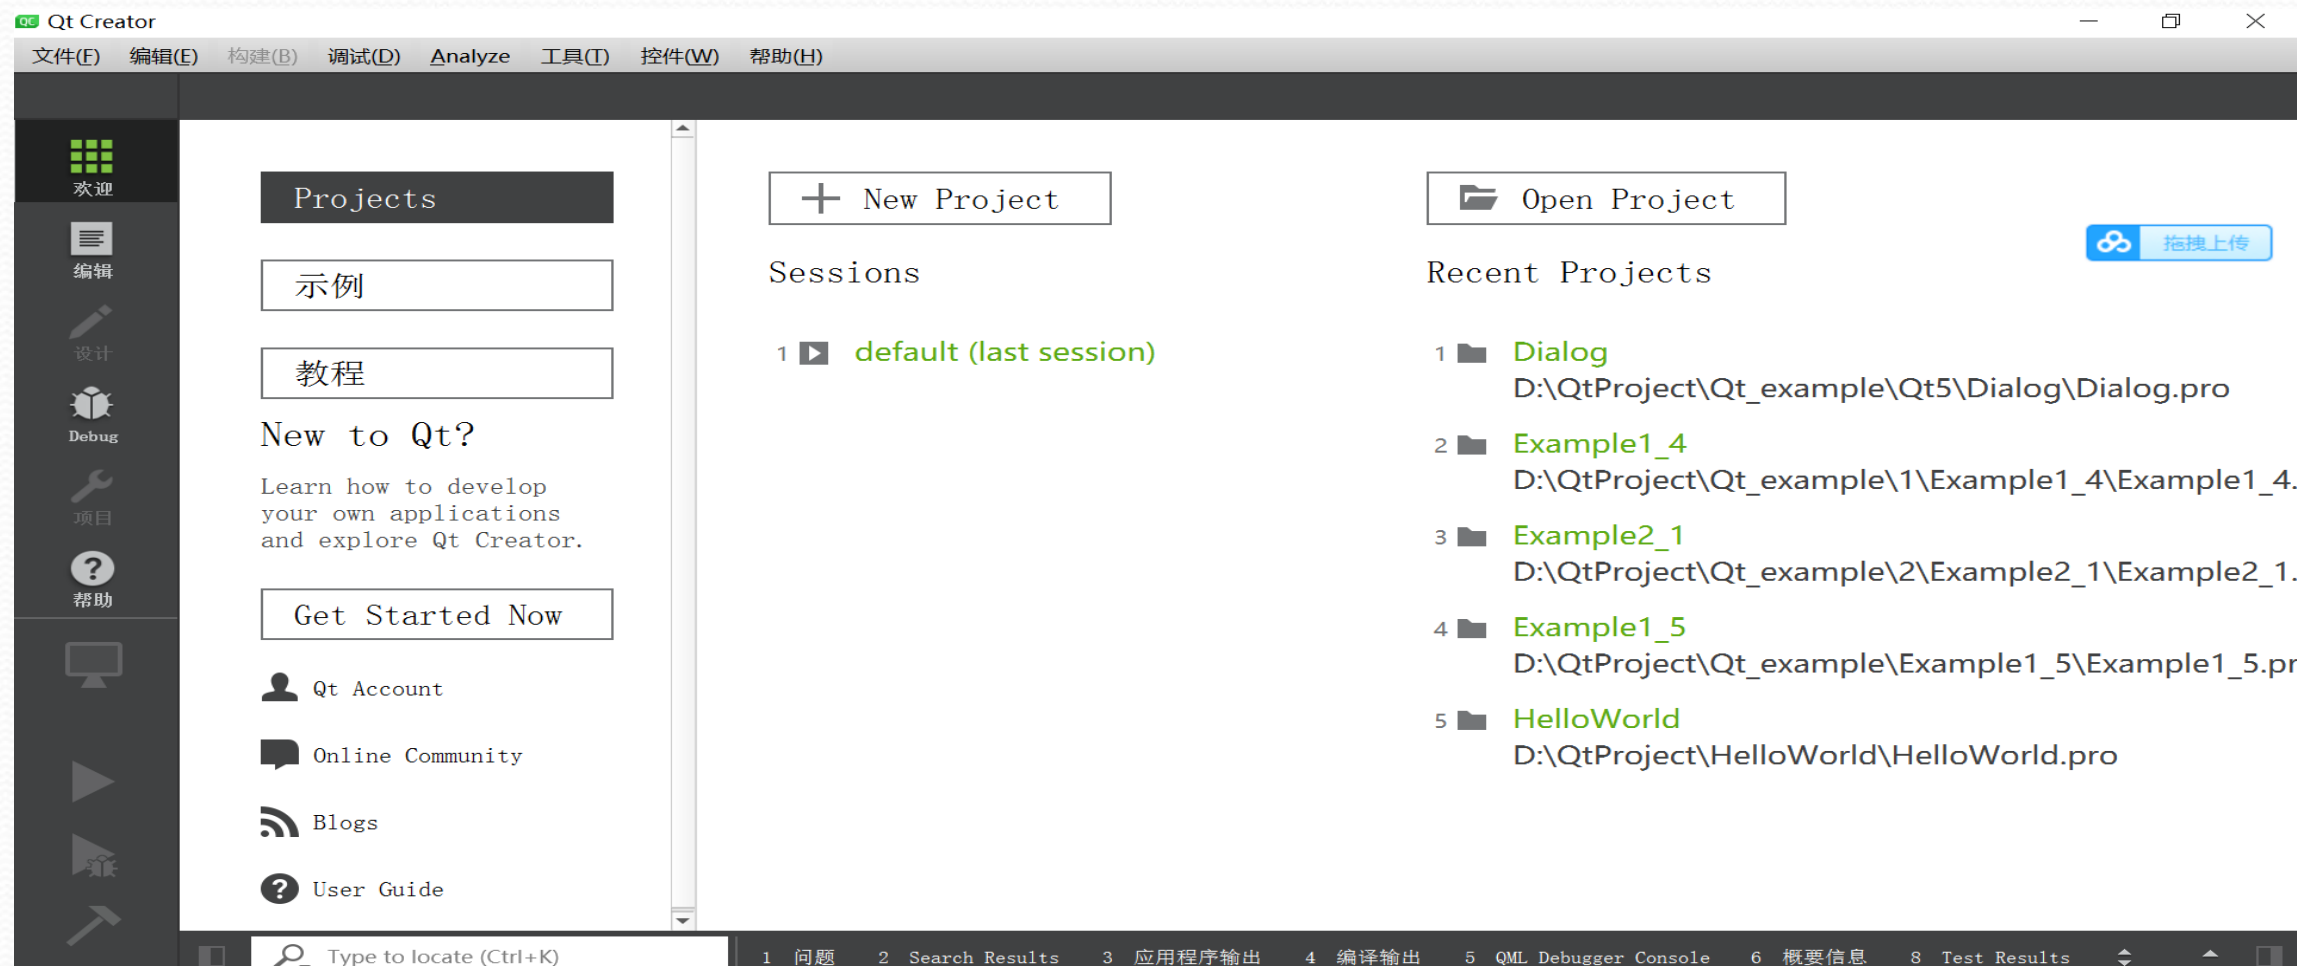 QC Qt Creator
文件(F) 编辑(E) 构建(B) 调试(D) Analyze 工具(T) 控件(W) 帮助(H)
欢迎
编辑
设计
Debug
项目
帮助
Projects
示例
教程
New to Qt?
Learn how to develop
your own applications
and explore Qt Creator.
Get Started Now
Qt Account
Online Community
Blogs
User Guide
New Project
Sessions
1 default (last session)
Open Project
拖拽上传
Recent Projects
1 Dialog
D:\QtProject\Qt_example\Qt5\Dialog\Dialog.pro
2 Example1_4
D:\QtProject\Qt_example\1\Example1_4\Example1_4.
3 Example2_1
D:\QtProject\Qt_example\2\Example2_1\Example2_1.
4 Example1_5
D:\QtProject\Qt_example\Example1_5\Example1_5.pr
5 HelloWorld
D:\QtProject\HelloWorld\HelloWorld.pro
Type to locate (Ctrl+K) 1 问题 2 Search Results 3 应用程序输出 4 编译输出 5 QML Debugger Console 6 概要信息 8 Test Results